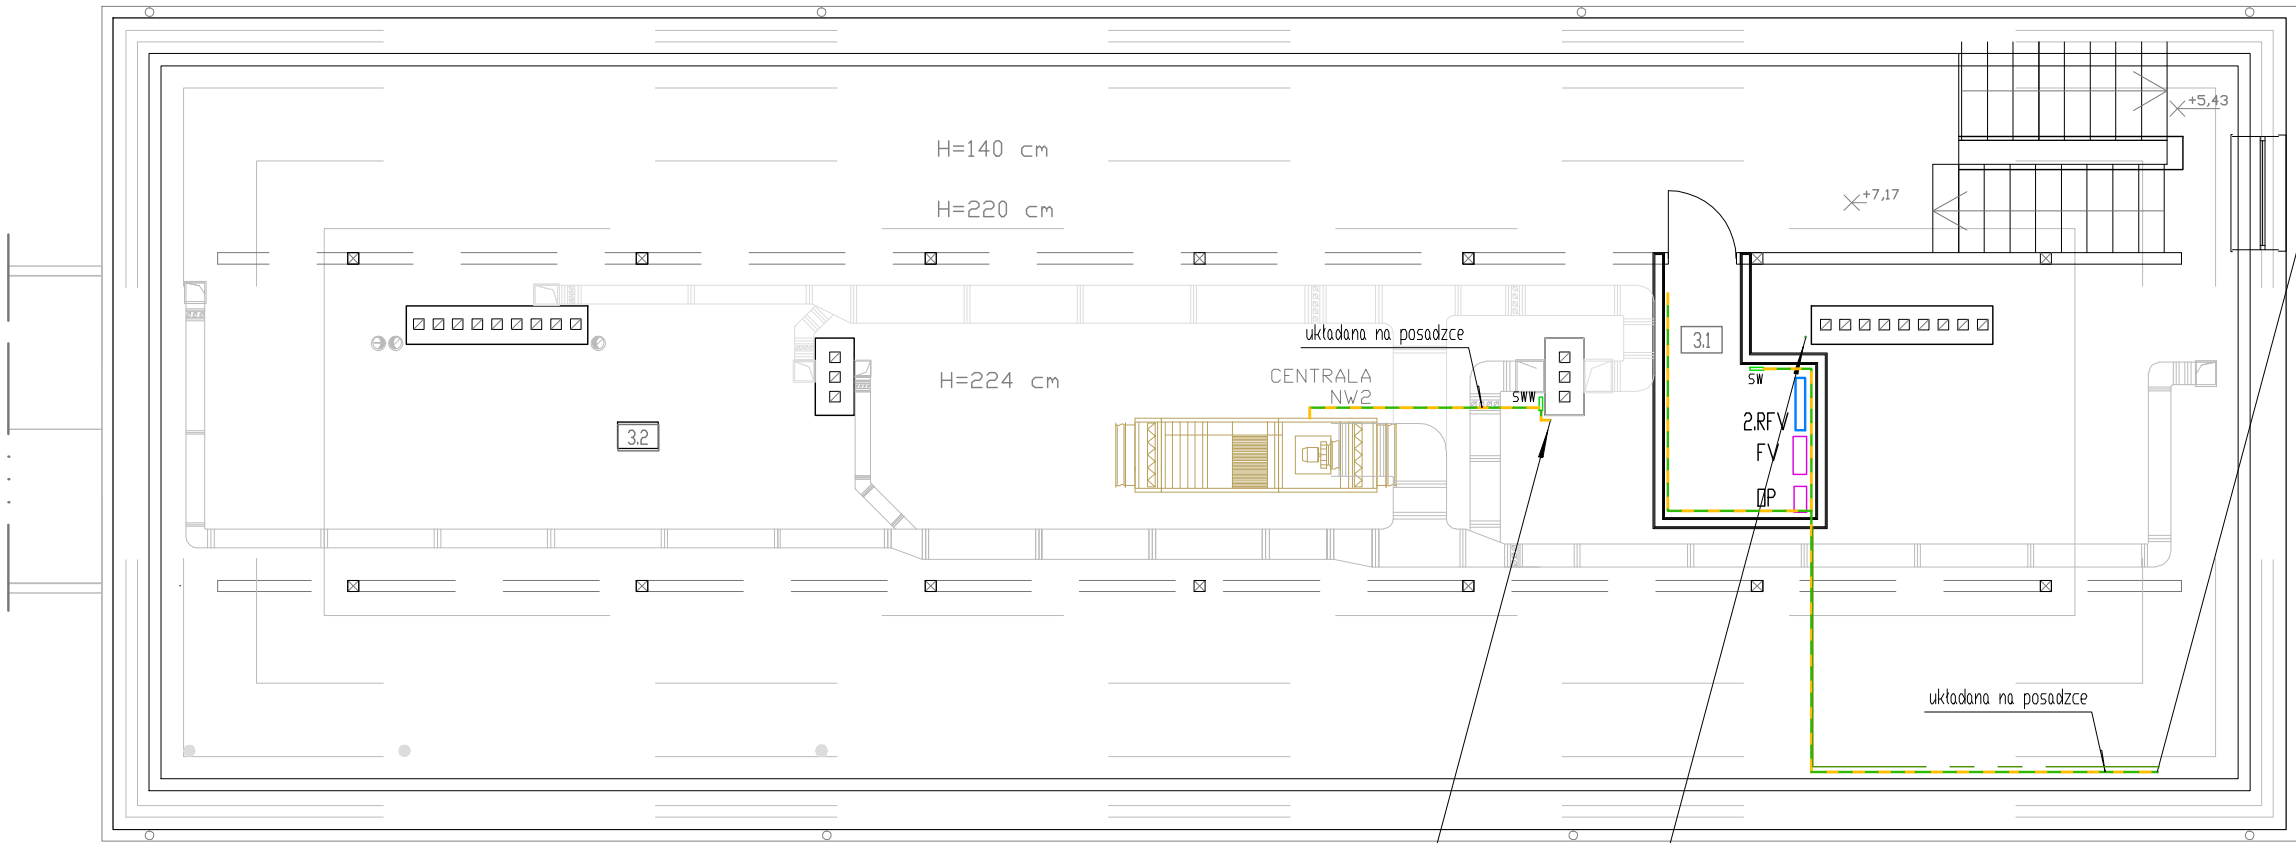 +5,43
H=140 cm
+7,17
H=220 cm
układana na posadzce
3.1
H=224 cm
CENTRALA
NW2
SW
SWW
2.RFV
3.2
FV
DP
układana na posadzce